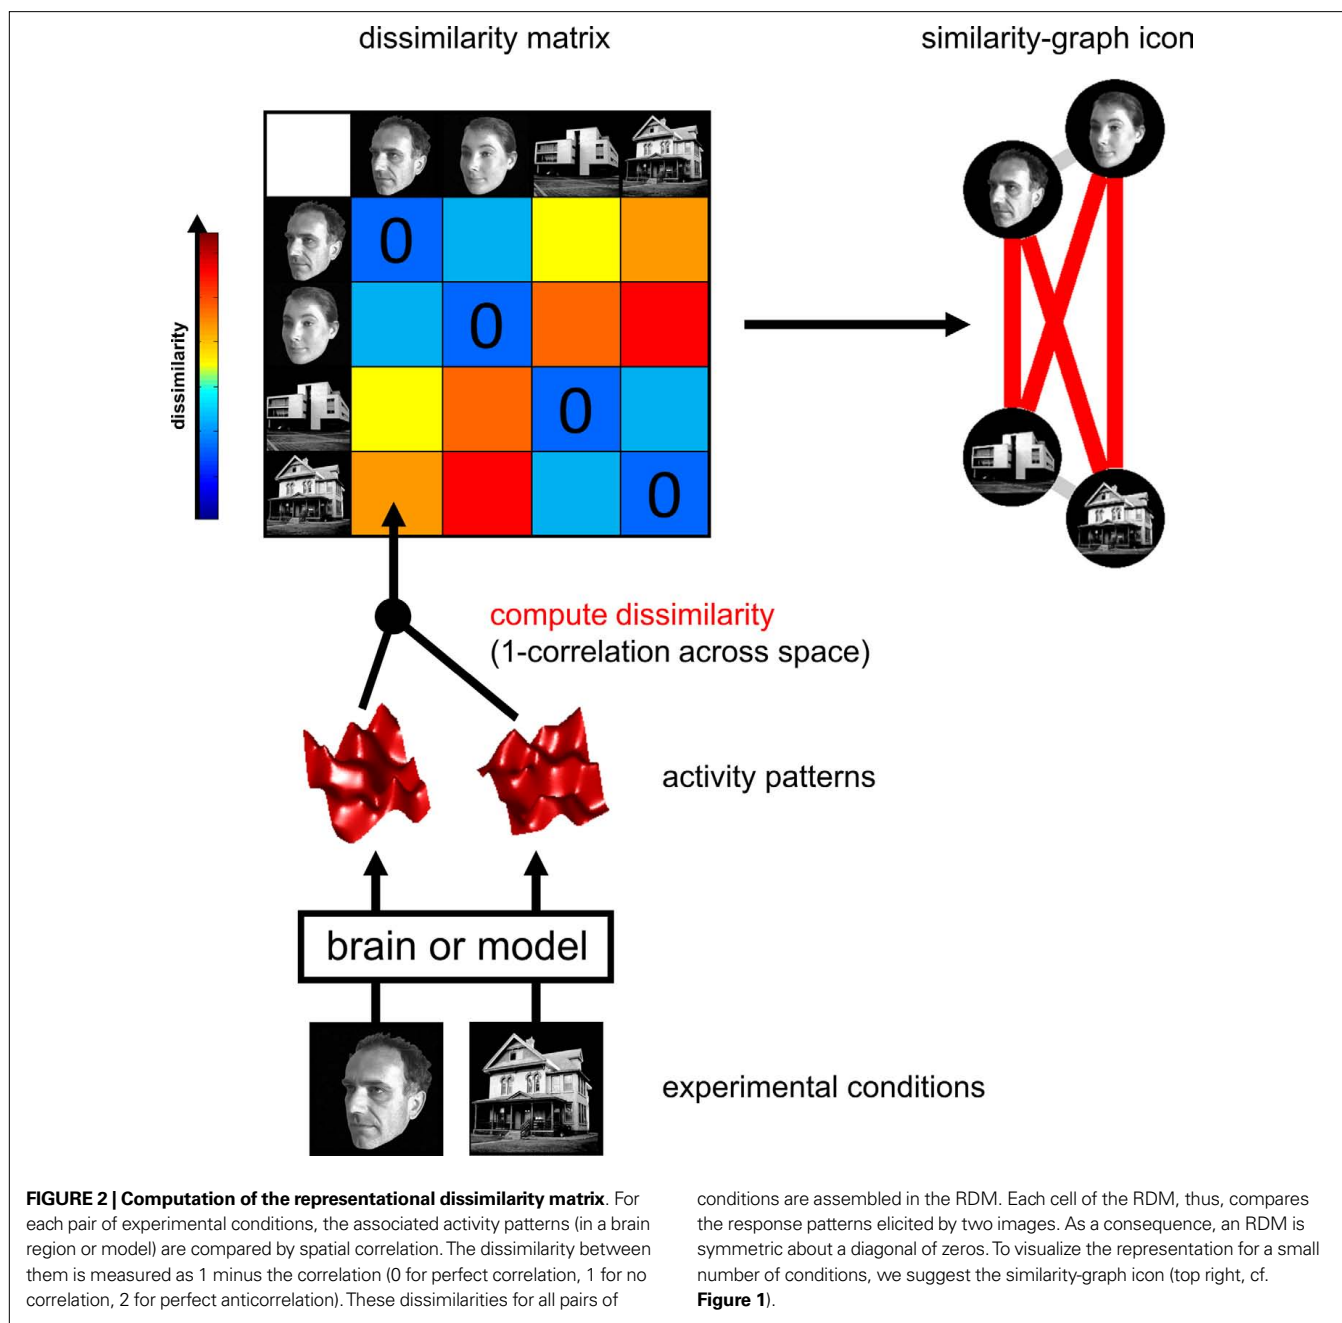 dissimilarity matrix
similarity-graph icon
dissimilarity
0
0
0
0
compute dissimilarity
(1-correlation across space)
activity patterns
brain or model
experimental conditions
FIGURE 2 | Computation of the representational dissimilarity matrix. For
each pair of experimental conditions, the associated activity patterns (in a brain
region or model) are compared by spatial correlation. The dissimilarity between
them is measured as 1 minus the correlation (0 for perfect correlation, 1 for no
correlation, 2 for perfect anticorrelation). These dissimilarities for all pairs of
conditions are assembled in the RDM. Each cell of the RDM, thus, compares
the response patterns elicited by two images. As a consequence, an RDM is
symmetric about a diagonal of zeros. To visualize the representation for a small
number of conditions, we suggest the similarity-graph icon (top right, cf.
Figure 1).